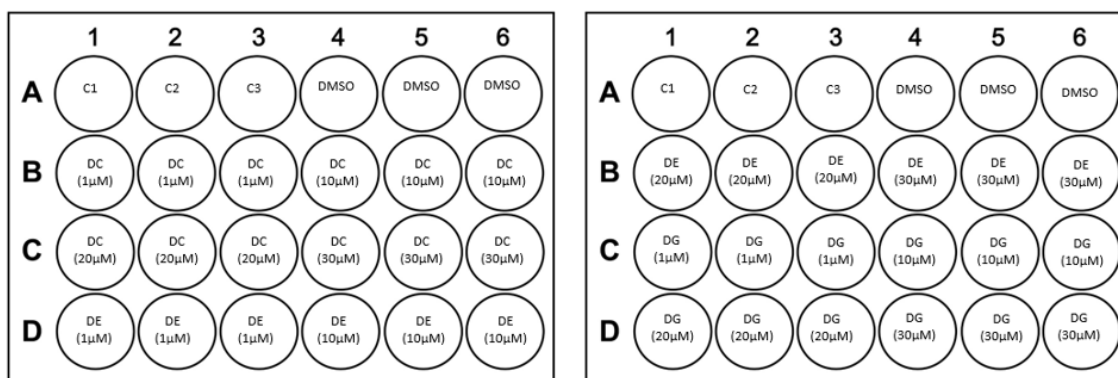 1 2 3 4 5 6
A C1 C2 C3 DMSO DMSO DMSO
B DC DC DC DC DC DC
(1µM) (1µM) (1µM) (10µM) (10µM) (10µM)
C DC DC DC DC DC DC
(20µM) (20µM) (20µM) (30µM) (30µM) (30µM)
D DE DE DE DE DE DE
(1µM) (1µM) (1µM) (10µM) (10µM) (10µM)
1 2 3 4 5 6
A C1 C2 C3 DMSO DMSO DMSO
B DE DE DE DE DE DE
(20µM) (20µM) (20µM) (30µM) (30µM) (30µM)
C DG DG DG DG DG DG
(1µM) (1µM) (1µM) (10µM) (10µM) (10µM)
D DG DG DG DG DG DG
(20µM) (20µM) (20µM) (30µM) (30µM) (30µM)